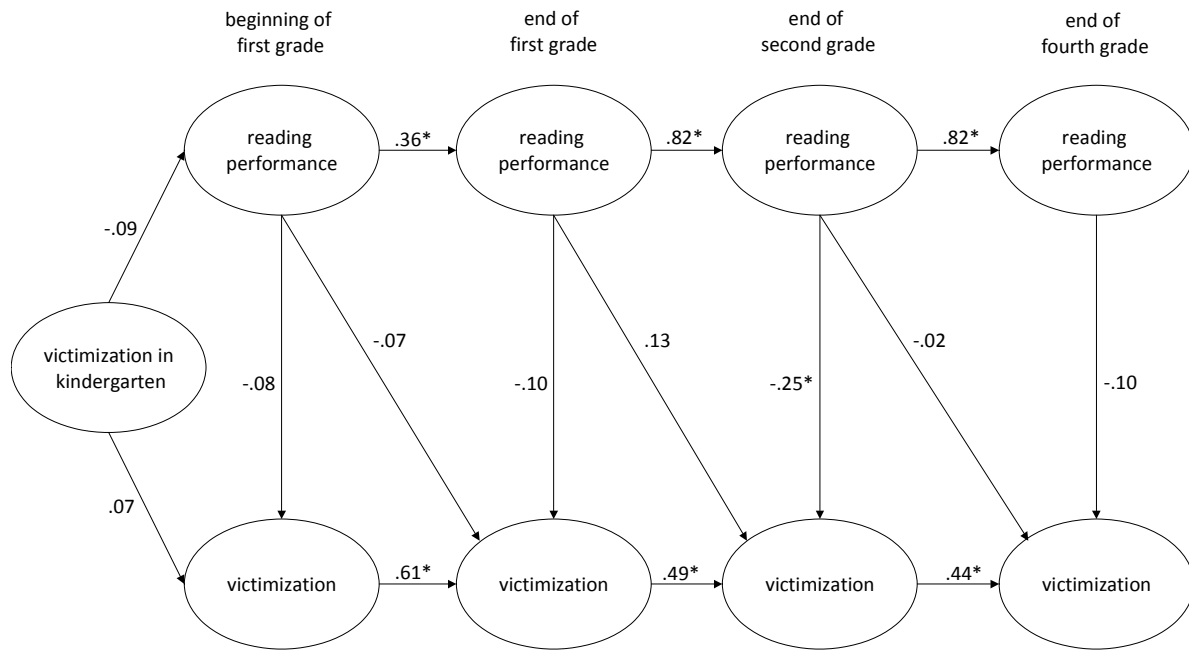 beginning of
first grade
end of
first grade
end of
second grade
end of
fourth grade
reading
performance
.36*
reading
performance
.82*
reading
performance
.82*
reading
performance
-.09
victimization in
kindergarten
-.08
-.07
-.10
.13
-.25*
-.02
-.10
.07
victimization
.61*
victimization
.49*
victimization
.44*
victimization